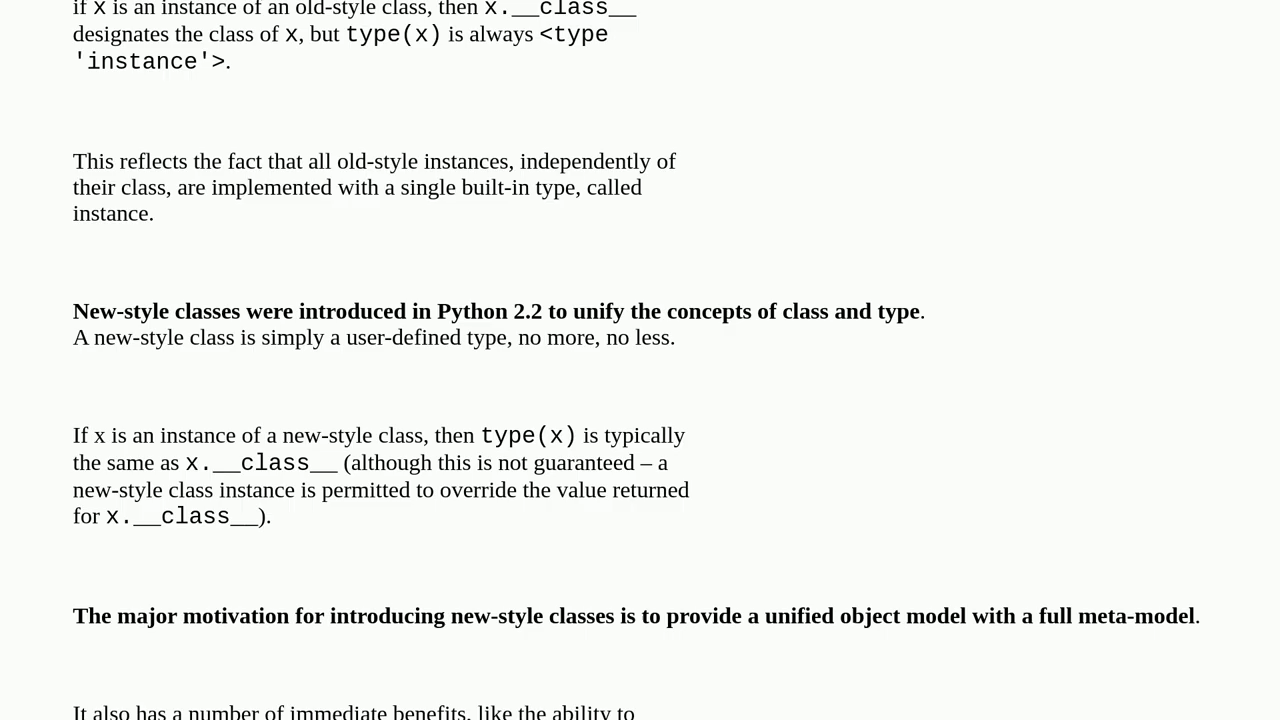 if x is an instance of an old-style class, then x.__class__
designates the class of x, but type(x) is always <type
'instance'>.
This reflects the fact that all old-style instances, independently of
their class, are implemented with a single built-in type, called
instance.
New-style classes were introduced in Python 2.2 to unify the concepts of class and type.
A new-style class is simply a user-defined type, no more, no less.
If x is an instance of a new-style class, then type(x) is typically
the same as x.__class__ (although this is not guaranteed – a
new-style class instance is permitted to override the value returned
for x.__class__).
The major motivation for introducing new-style classes is to provide a unified object model with a full meta-model.
It also has a number of immediate benefits, like the ability to